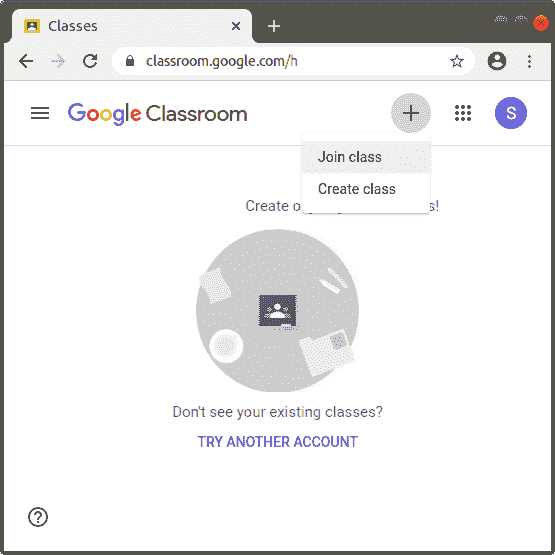 Classes
classroom.google.com/h
Google Classroom
S
Join class
Create class
Create o s!
Don't see your existing classes?
TRY ANOTHER ACCOUNT